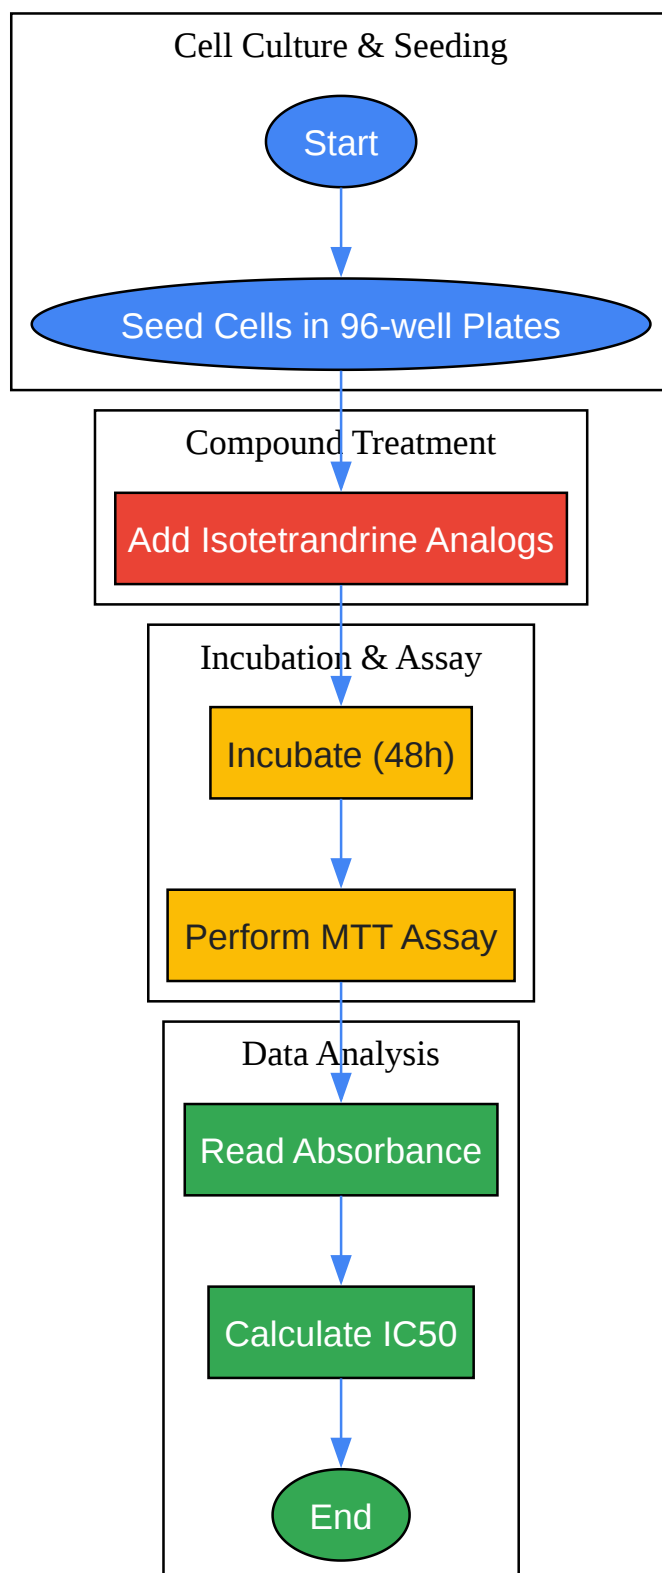 Cell Culture & Seeding
Start
Seed Cells in 96-well Plates
Compound Treatment
Add Isotetrandrine Analogs
Incubation & Assay
Incubate (48h)
Perform MTT Assay
Data Analysis
Read Absorbance
Calculate IC50
End